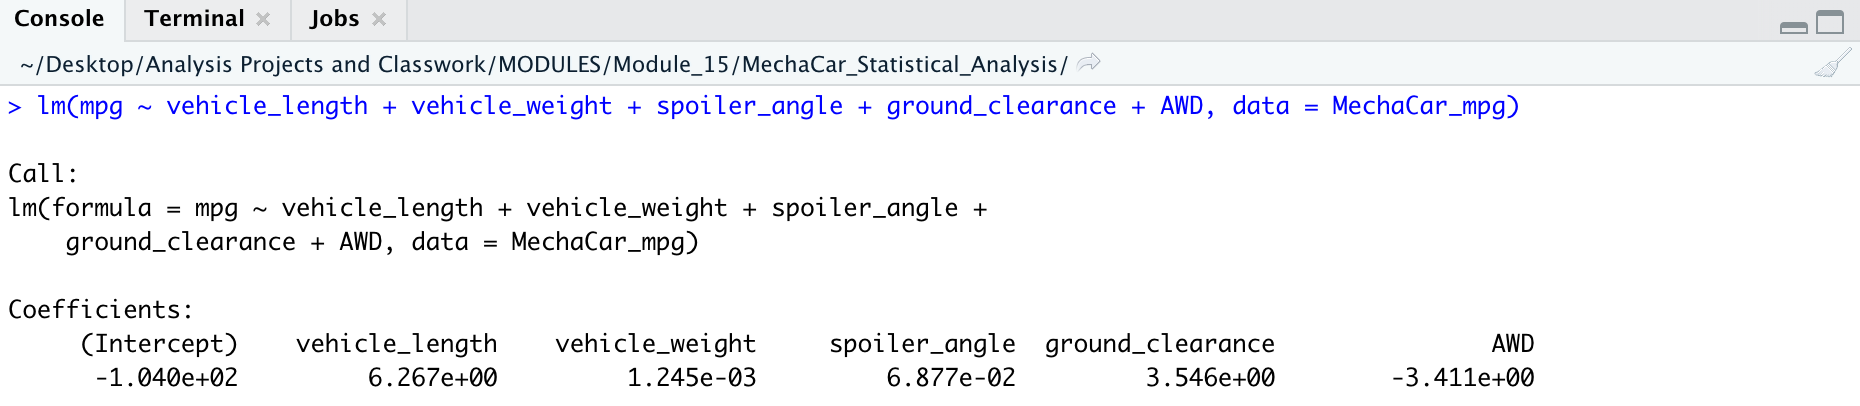 Console Terminal Jobs
~/Desktop/Analysis Projects and Classwork/MODULES/Module_15/MechaCar_Statistical_Analysis/
> lm(mpg ~ vehicle_length + vehicle_weight + spoiler_angle + ground_clearance + AWD, data = MechaCar_mpg)
Call:
lm(formula = mpg ~ vehicle_length + vehicle_weight + spoiler_angle +
    ground_clearance + AWD, data = MechaCar_mpg)
Coefficients:
     (Intercept)    vehicle_length    vehicle_weight     spoiler_angle  ground_clearance               AWD
      -1.040e+02         6.267e+00         1.245e-03         6.877e-02         3.546e+00        -3.411e+00